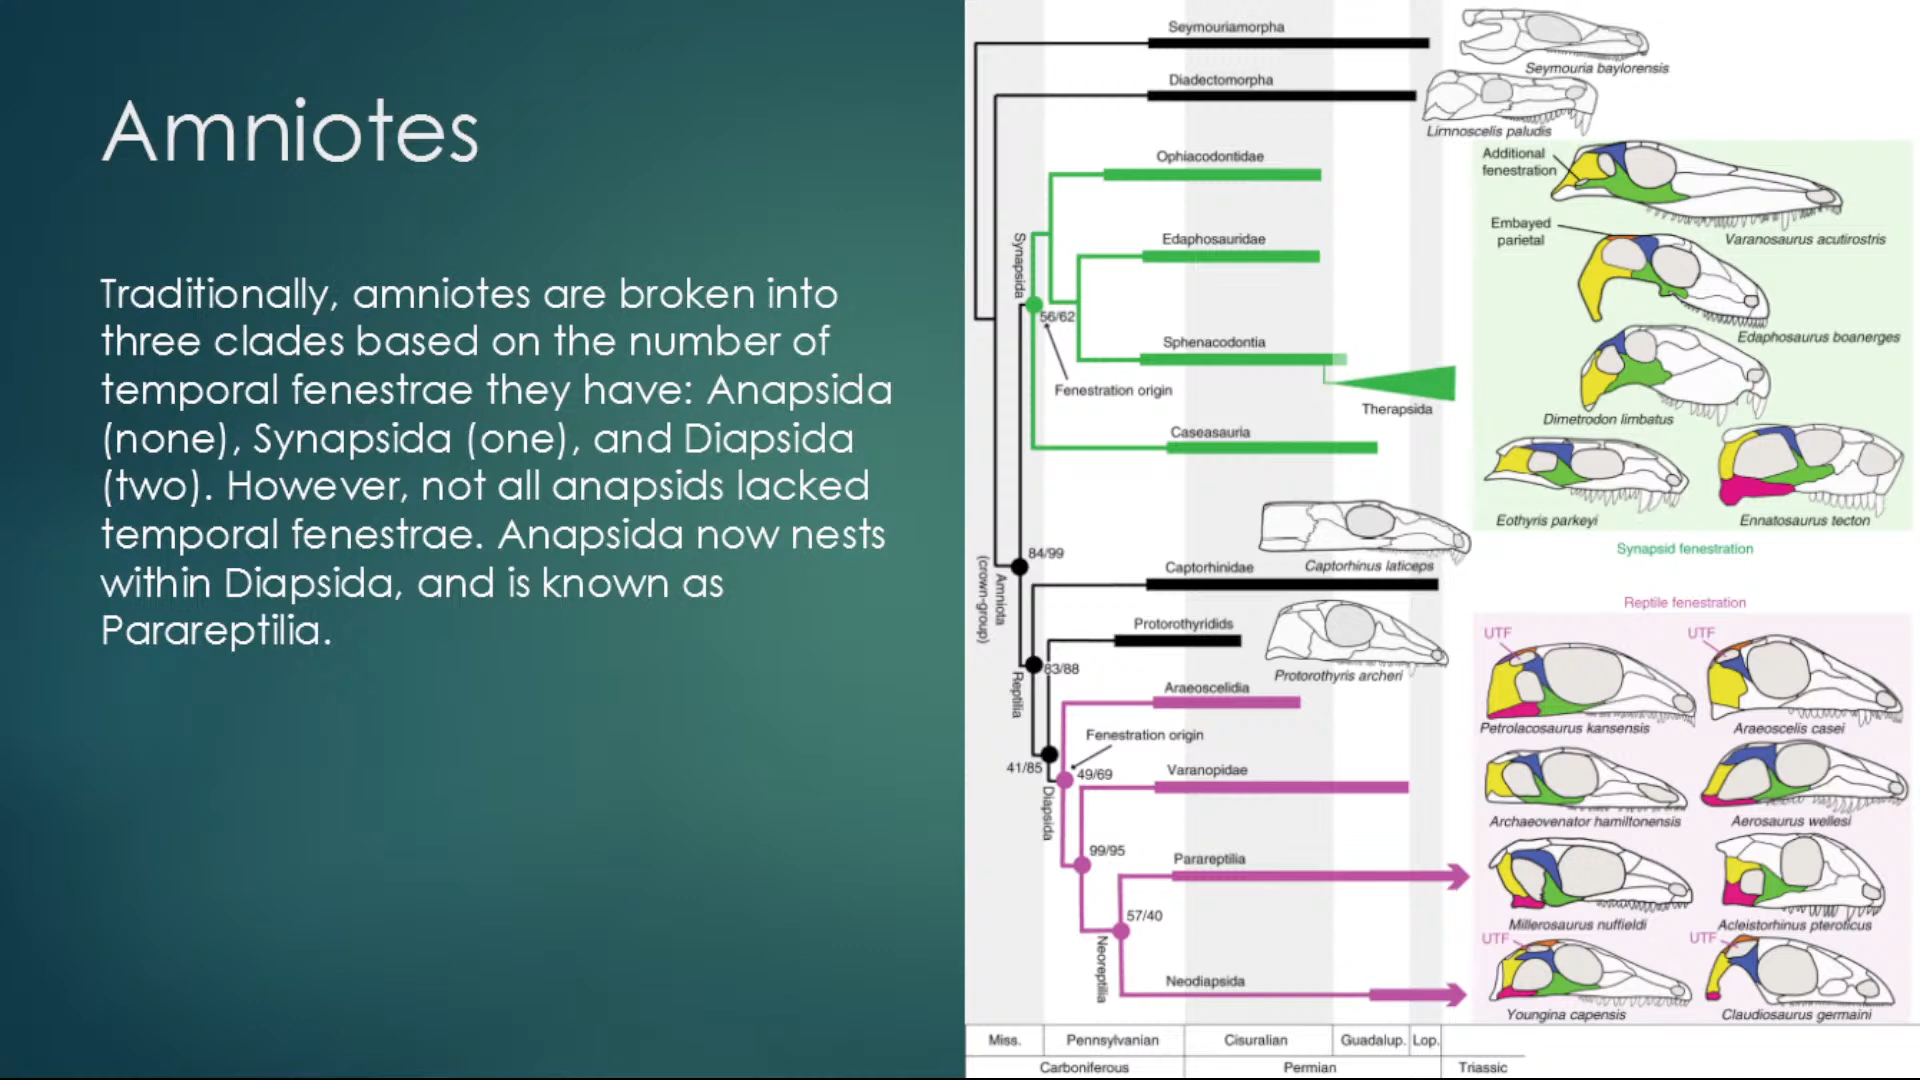 Amniotes
Traditionally, amniotes are broken into
three clades based on the number of
temporal fenestrae they have: Anapsida
(none), Synapsida (one), and Diapsida
(two). However, not all anapsids lacked
temporal fenestrae. Anapsida now nests
within Diapsida, and is known as
Parareptilia.
Seymouriamorpha
Seymouria baylorensis
Diadectomorpha
Limnoscelis paludis
Ophiacodontidae
Additional
fenestration
Varanosaurus acutirostris
Embayed
parietal
Edaphosauridae
Edaphosaurus boanerges
Synapsida
56/62
Sphenacodontia
Fenestration origin
Therapsida
Dimetrodon limbatus
Caseasauria
Eothyris parkeyi
Ennatosaurus tecton
Synapsid fenestration
84/99
Amniota
(crown-group)
Captorhinidae
Captorhinus laticeps
Reptile fenestration
Protorothyridids
Protorothyris archeri
83/88
Reptilia
UTF
UTF
Araeoscelidia
Petrolacosaurus kansensis
Araeoscelis casei
Fenestration origin
41/85
49/69
Diapsida
Varanopidae
Archaeovenator hamiltonensis
Aerosaurus wellesi
99/95
Parareptilia
Millerosaurus nuffieldi
Acleistorhinus pteroticus
57/40
Neoreptilia
UTF
UTF
Neodiapsida
Youngina capensis
Claudiosaurus germaini
Miss.
Pennsylvanian
Cisuralian
Guadalup.
Lop.
Carboniferous
Permian
Triassic